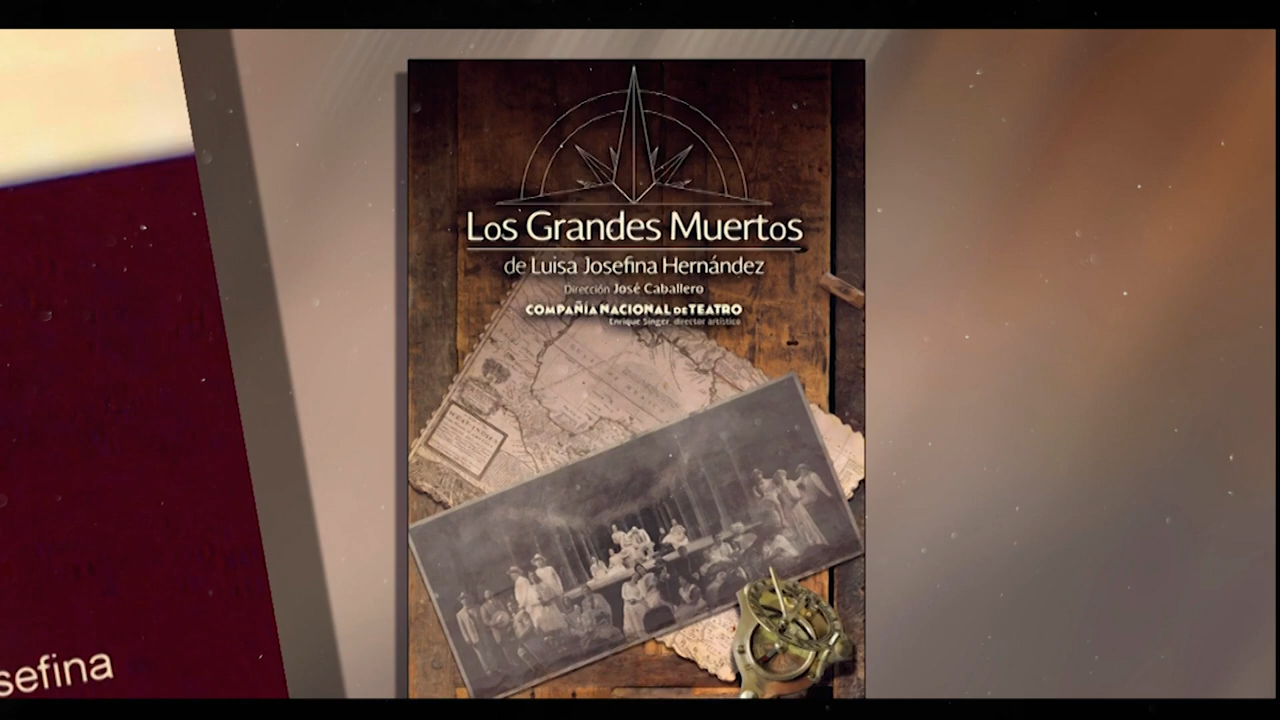 Los Grandes Muertos
de Luisa Josefina Hernández
Dirección José Caballero
COMPAÑÍA NACIONAL DE TEATRO
Enrique Singer, director artístico
sefina